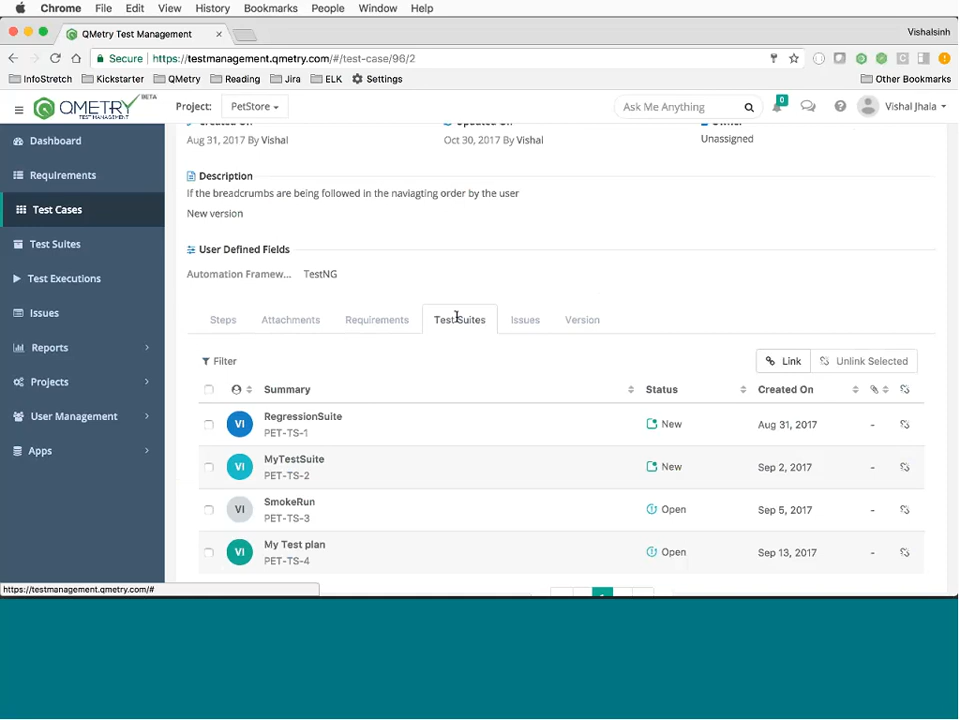 Chrome File Edit View History Bookmarks People Window Help
QMetry Test Management
Vishalsinh
Secure https://testmanagement.qmetry.com/#/test-case/96/2
InfoStretch Kickstarter QMetry Reading Jira ELK Settings Other Bookmarks
QMETRY BETA
TEST MANAGEMENT
Project: PetStore
Ask Me Anything
0
Vishal Jhala
Dashboard
Requirements
Test Cases
Test Suites
Test Executions
Issues
Reports
Projects
User Management
Apps
Aug 31, 2017 By Vishal
Oct 30, 2017 By Vishal
Unassigned
Description
If the breadcrumbs are being followed in the naviagting order by the user
New version
User Defined Fields
Automation Framew... TestNG
Steps Attachments Requirements Test Suites Issues Version
Filter
Link Unlink Selected
Summary Status Created On
VI RegressionSuite New Aug 31, 2017 -
PET-TS-1
VI MyTestSuite New Sep 2, 2017 -
PET-TS-2
VI SmokeRun Open Sep 5, 2017 -
PET-TS-3
VI My Test plan Open Sep 13, 2017 -
PET-TS-4
https://testmanagement.qmetry.com/#